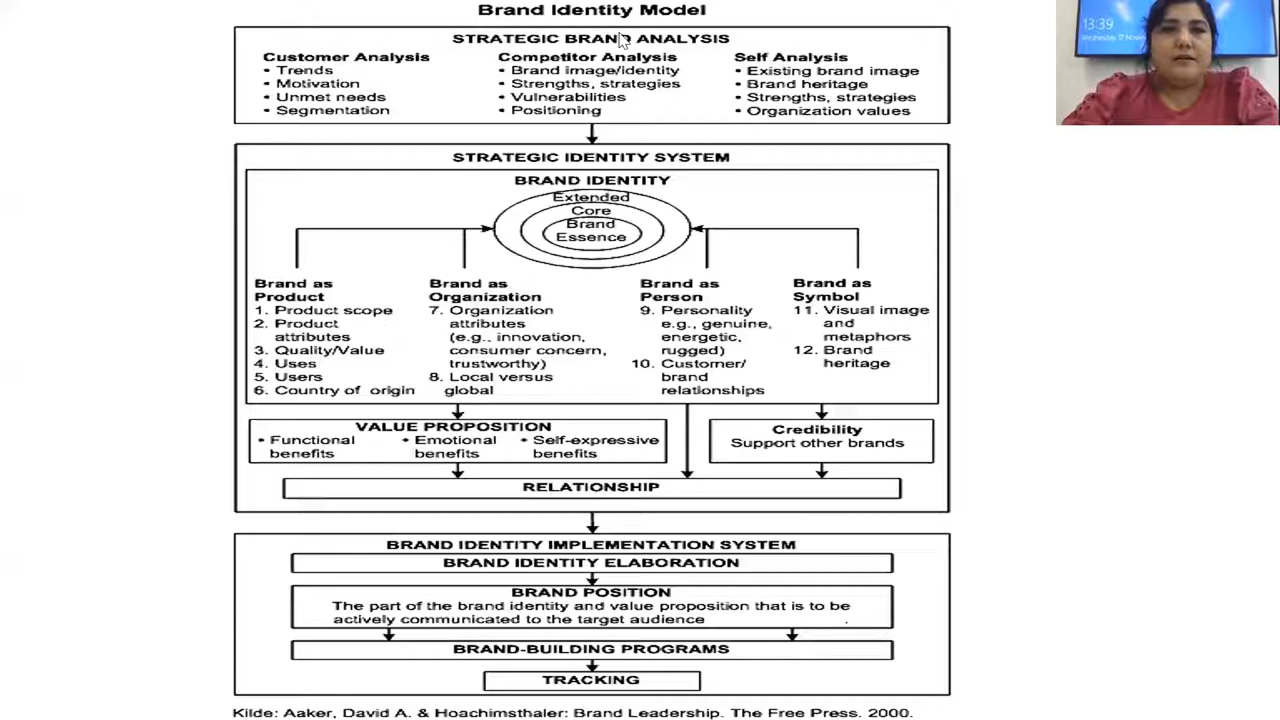 Brand Identity Model
STRATEGIC BRAND ANALYSIS
Customer Analysis
• Trends
• Motivation
• Unmet needs
• Segmentation
Competitor Analysis
• Brand image/identity
• Strengths, strategies
• Vulnerabilities
• Positioning
Self Analysis
• Existing brand image
• Brand heritage
• Strengths, strategies
• Organization values
STRATEGIC IDENTITY SYSTEM
BRAND IDENTITY
Extended
Core
Brand
Essence
Brand as
Product
1. Product scope
2. Product
attributes
3. Quality/Value
4. Uses
5. Users
6. Country of origin
Brand as
Organization
7. Organization
attributes
(e.g., innovation,
consumer concern,
trustworthy)
8. Local versus
global
Brand as
Person
9. Personality
e.g., genuine,
energetic,
rugged)
10. Customer/
brand
relationships
Brand as
Symbol
11. Visual image
and
metaphors
12. Brand
heritage
VALUE PROPOSITION
• Functional
benefits
• Emotional
benefits
• Self-expressive
benefits
Credibility
Support other brands
RELATIONSHIP
BRAND IDENTITY IMPLEMENTATION SYSTEM
BRAND IDENTITY ELABORATION
BRAND POSITION
The part of the brand identity and value proposition that is to be
actively communicated to the target audience
BRAND-BUILDING PROGRAMS
TRACKING
Kilde: Aaker, David A. & Hoachimsthaler: Brand Leadership. The Free Press. 2000.
13:39
Wednesday 17